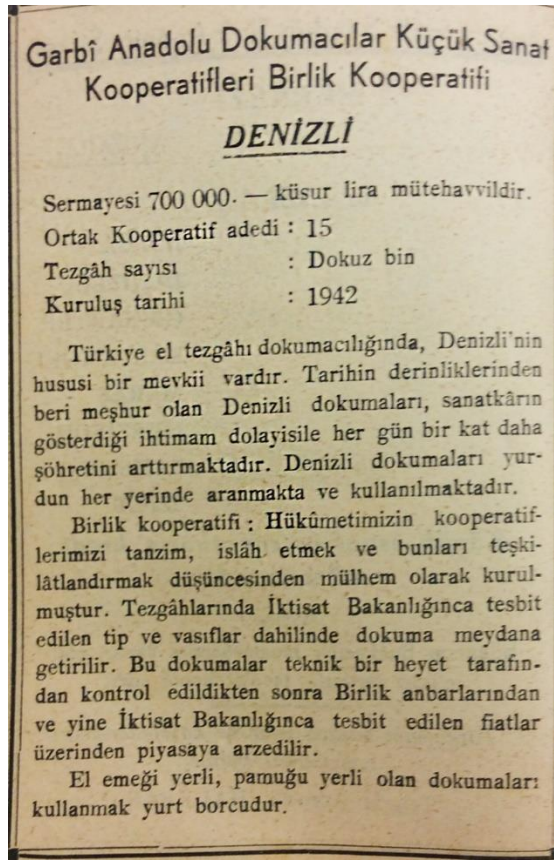 Garbî Anadolu Dokumacılar Küçük Sanat
Kooperatifleri Birlik Kooperatifi
DENİZLİ
Sermayesi 700 000. — küsur lira mütehavvildir.
Ortak Kooperatif adedi : 15
Tezgâh sayısı : Dokuz bin
Kuruluş tarihi : 1942
Türkiye el tezgâhı dokumacılığında, Denizli'nin
hususi bir mevkii vardır. Tarihin derinliklerinden
beri meşhur olan Denizli dokumaları, sanatkârın
gösterdiği ihtimam dolayisile her gün bir kat daha
şöhretini arttırmaktadır. Denizli dokumaları yur-
dun her yerinde aranmakta ve kullanılmaktadır.
Birlik kooperatifi : Hükûmetimizin kooperatif-
lerimizi tanzim, islâh etmek ve bunları teşki-
lâtlandırmak düşüncesinden mülhem olarak kurul-
muştur. Tezgâhlarında İktisat Bakanlığınca tesbit
edilen tip ve vasıflar dahilinde dokuma meydana
getirilir. Bu dokumalar teknik bir heyet tarafın-
dan kontrol edildikten sonra Birlik anbarlarından
ve yine İktisat Bakanlığınca tesbit edilen fiatlar
üzerinden piyasaya arzedilir.
El emeği yerli, pamuğu yerli olan dokumaları
kullanmak yurt borcudur.